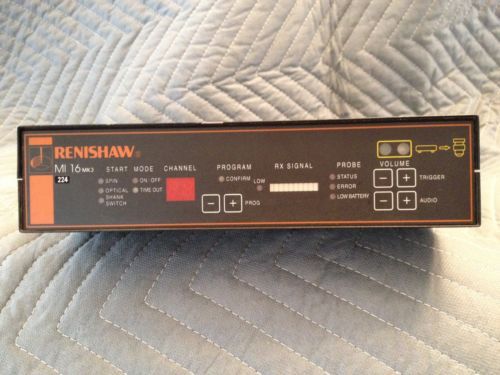 RENISHAW®
MI 16 MK3
224
START
SPIN
OPTICAL
SHANK
SWITCH
MODE
ON/OFF
TIME OUT
CHANNEL
PROGRAM
CONFIRM
LOW
− + PROG
RX SIGNAL
PROBE
STATUS
ERROR
LOW BATTERY
VOLUME
− + TRIGGER
− + AUDIO